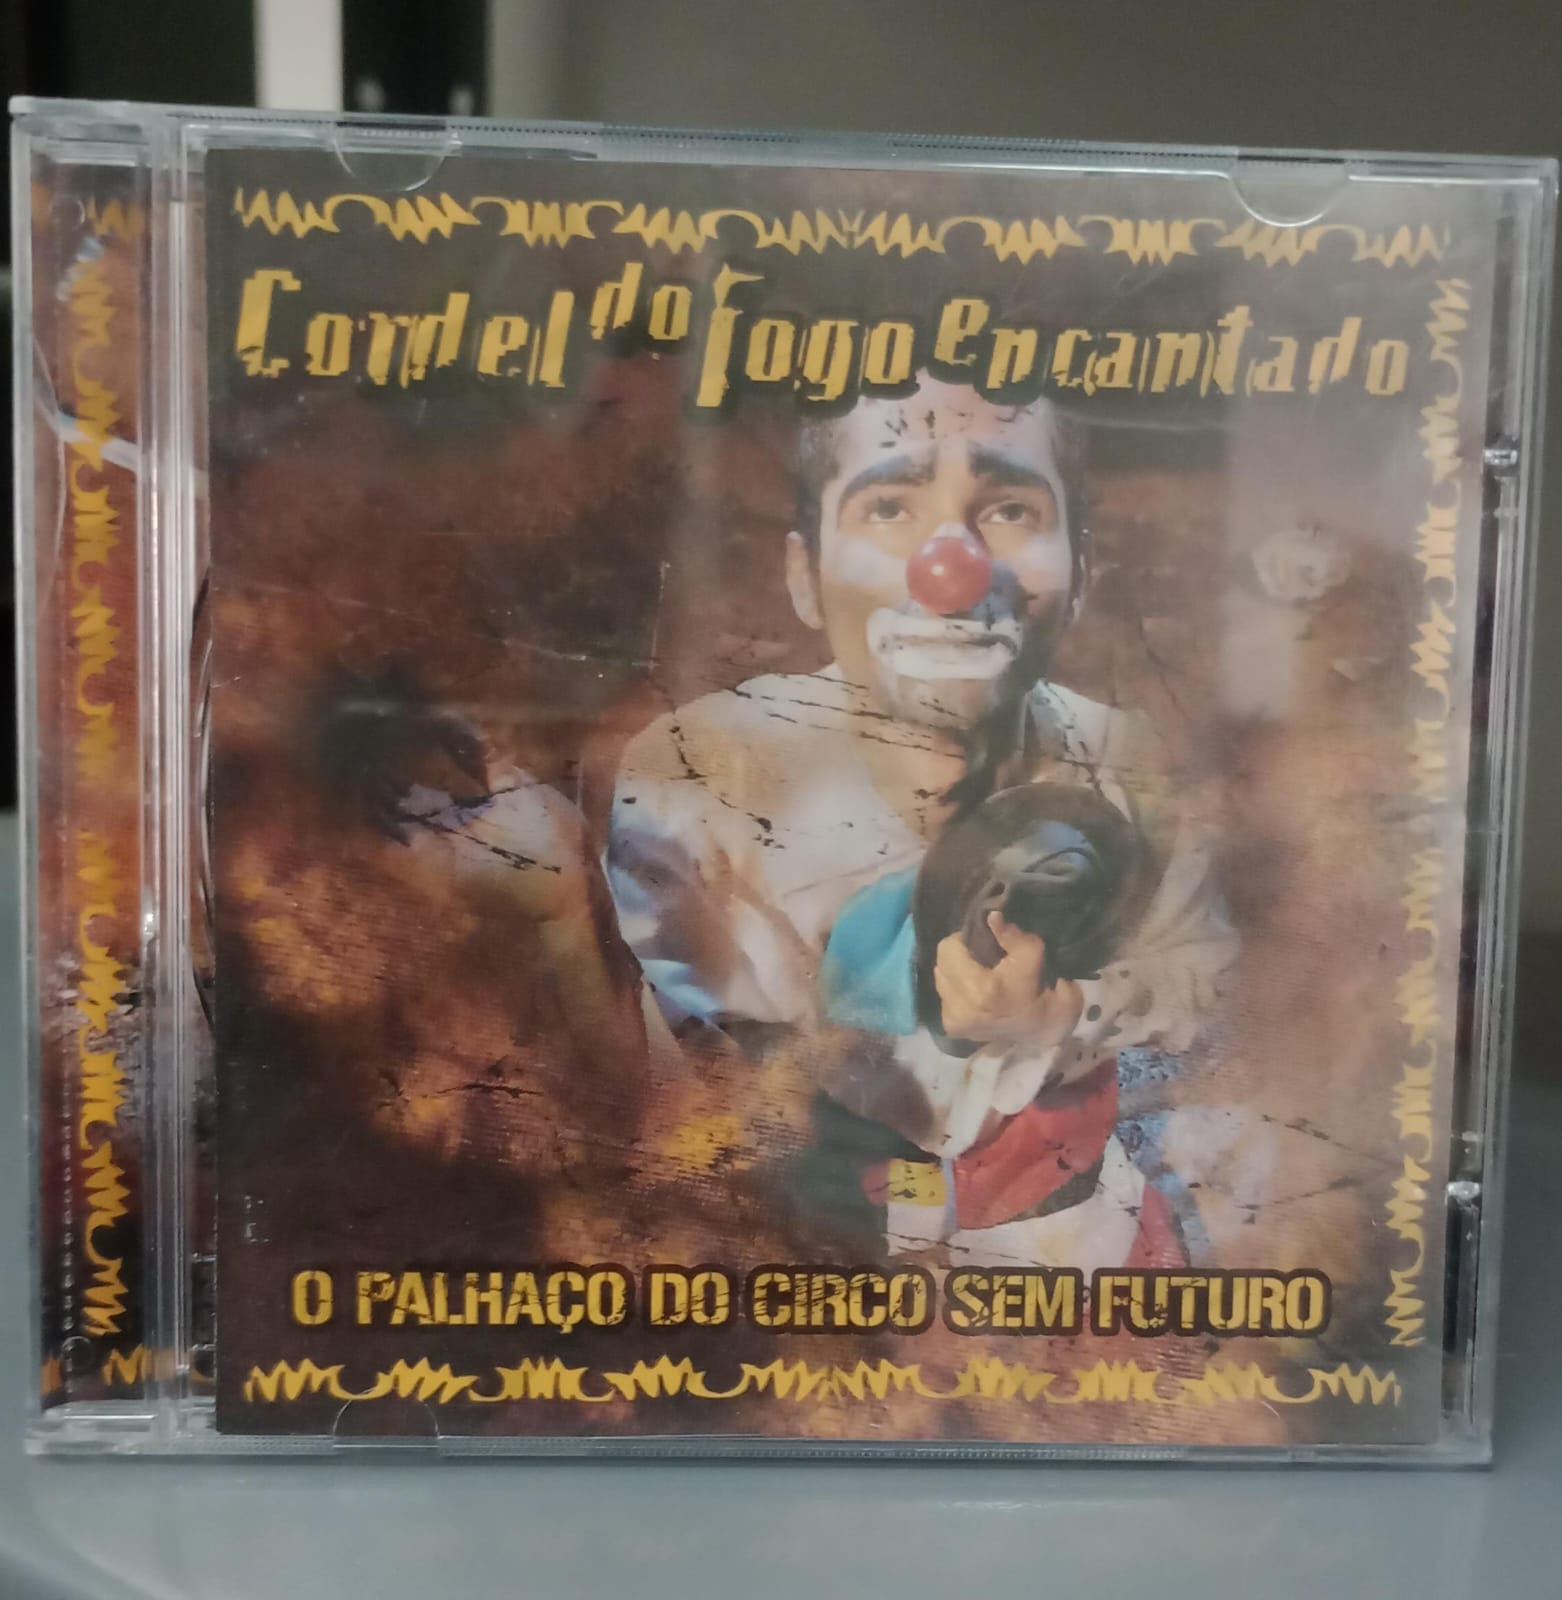 Cordel do Fogo Encantado
O PALHAÇO DO CIRCO SEM FUTURO